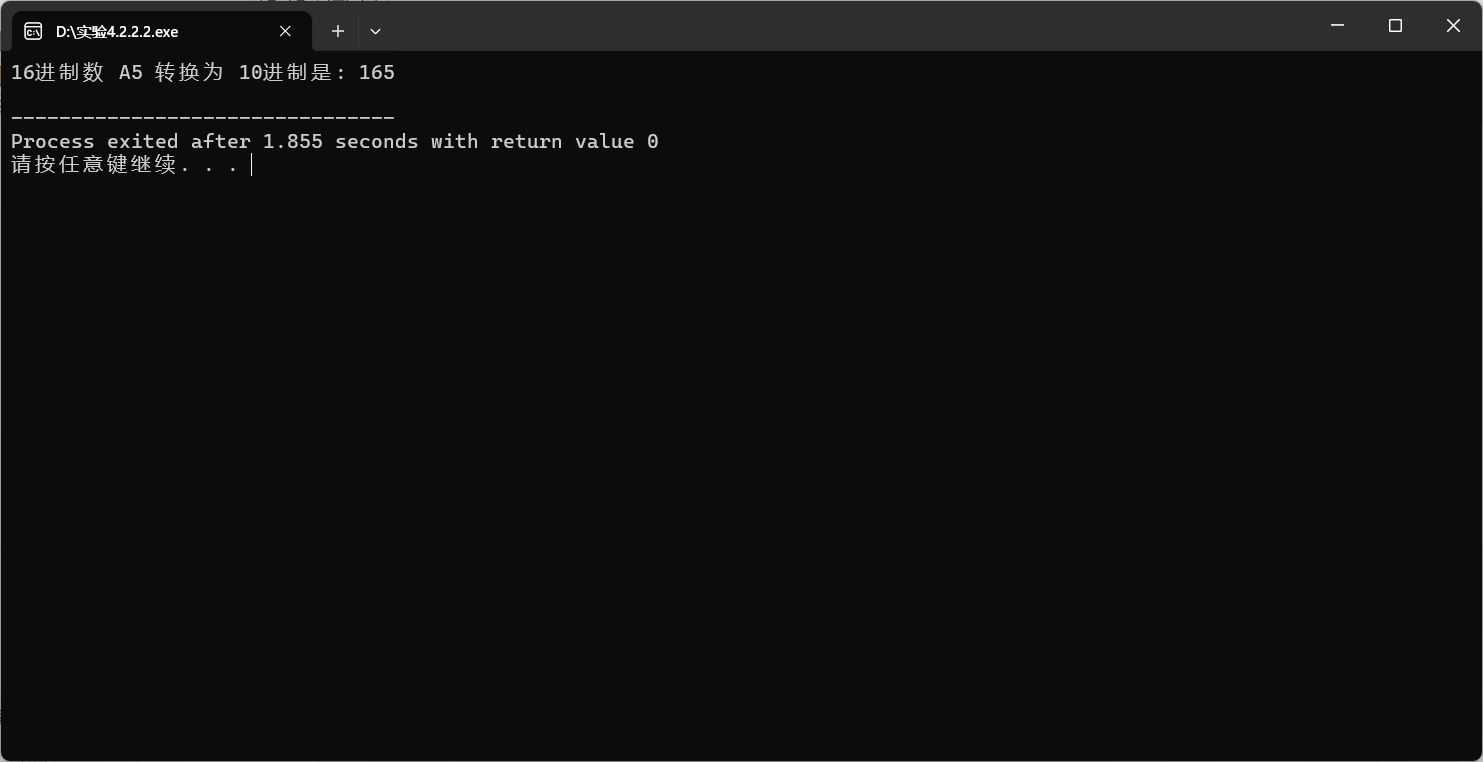 D:\实验4.2.2.2.exe
16进制数 A5 转换为 10进制是: 165
--------------------------------
Process exited after 1.855 seconds with return value 0
请按任意键继续. . .